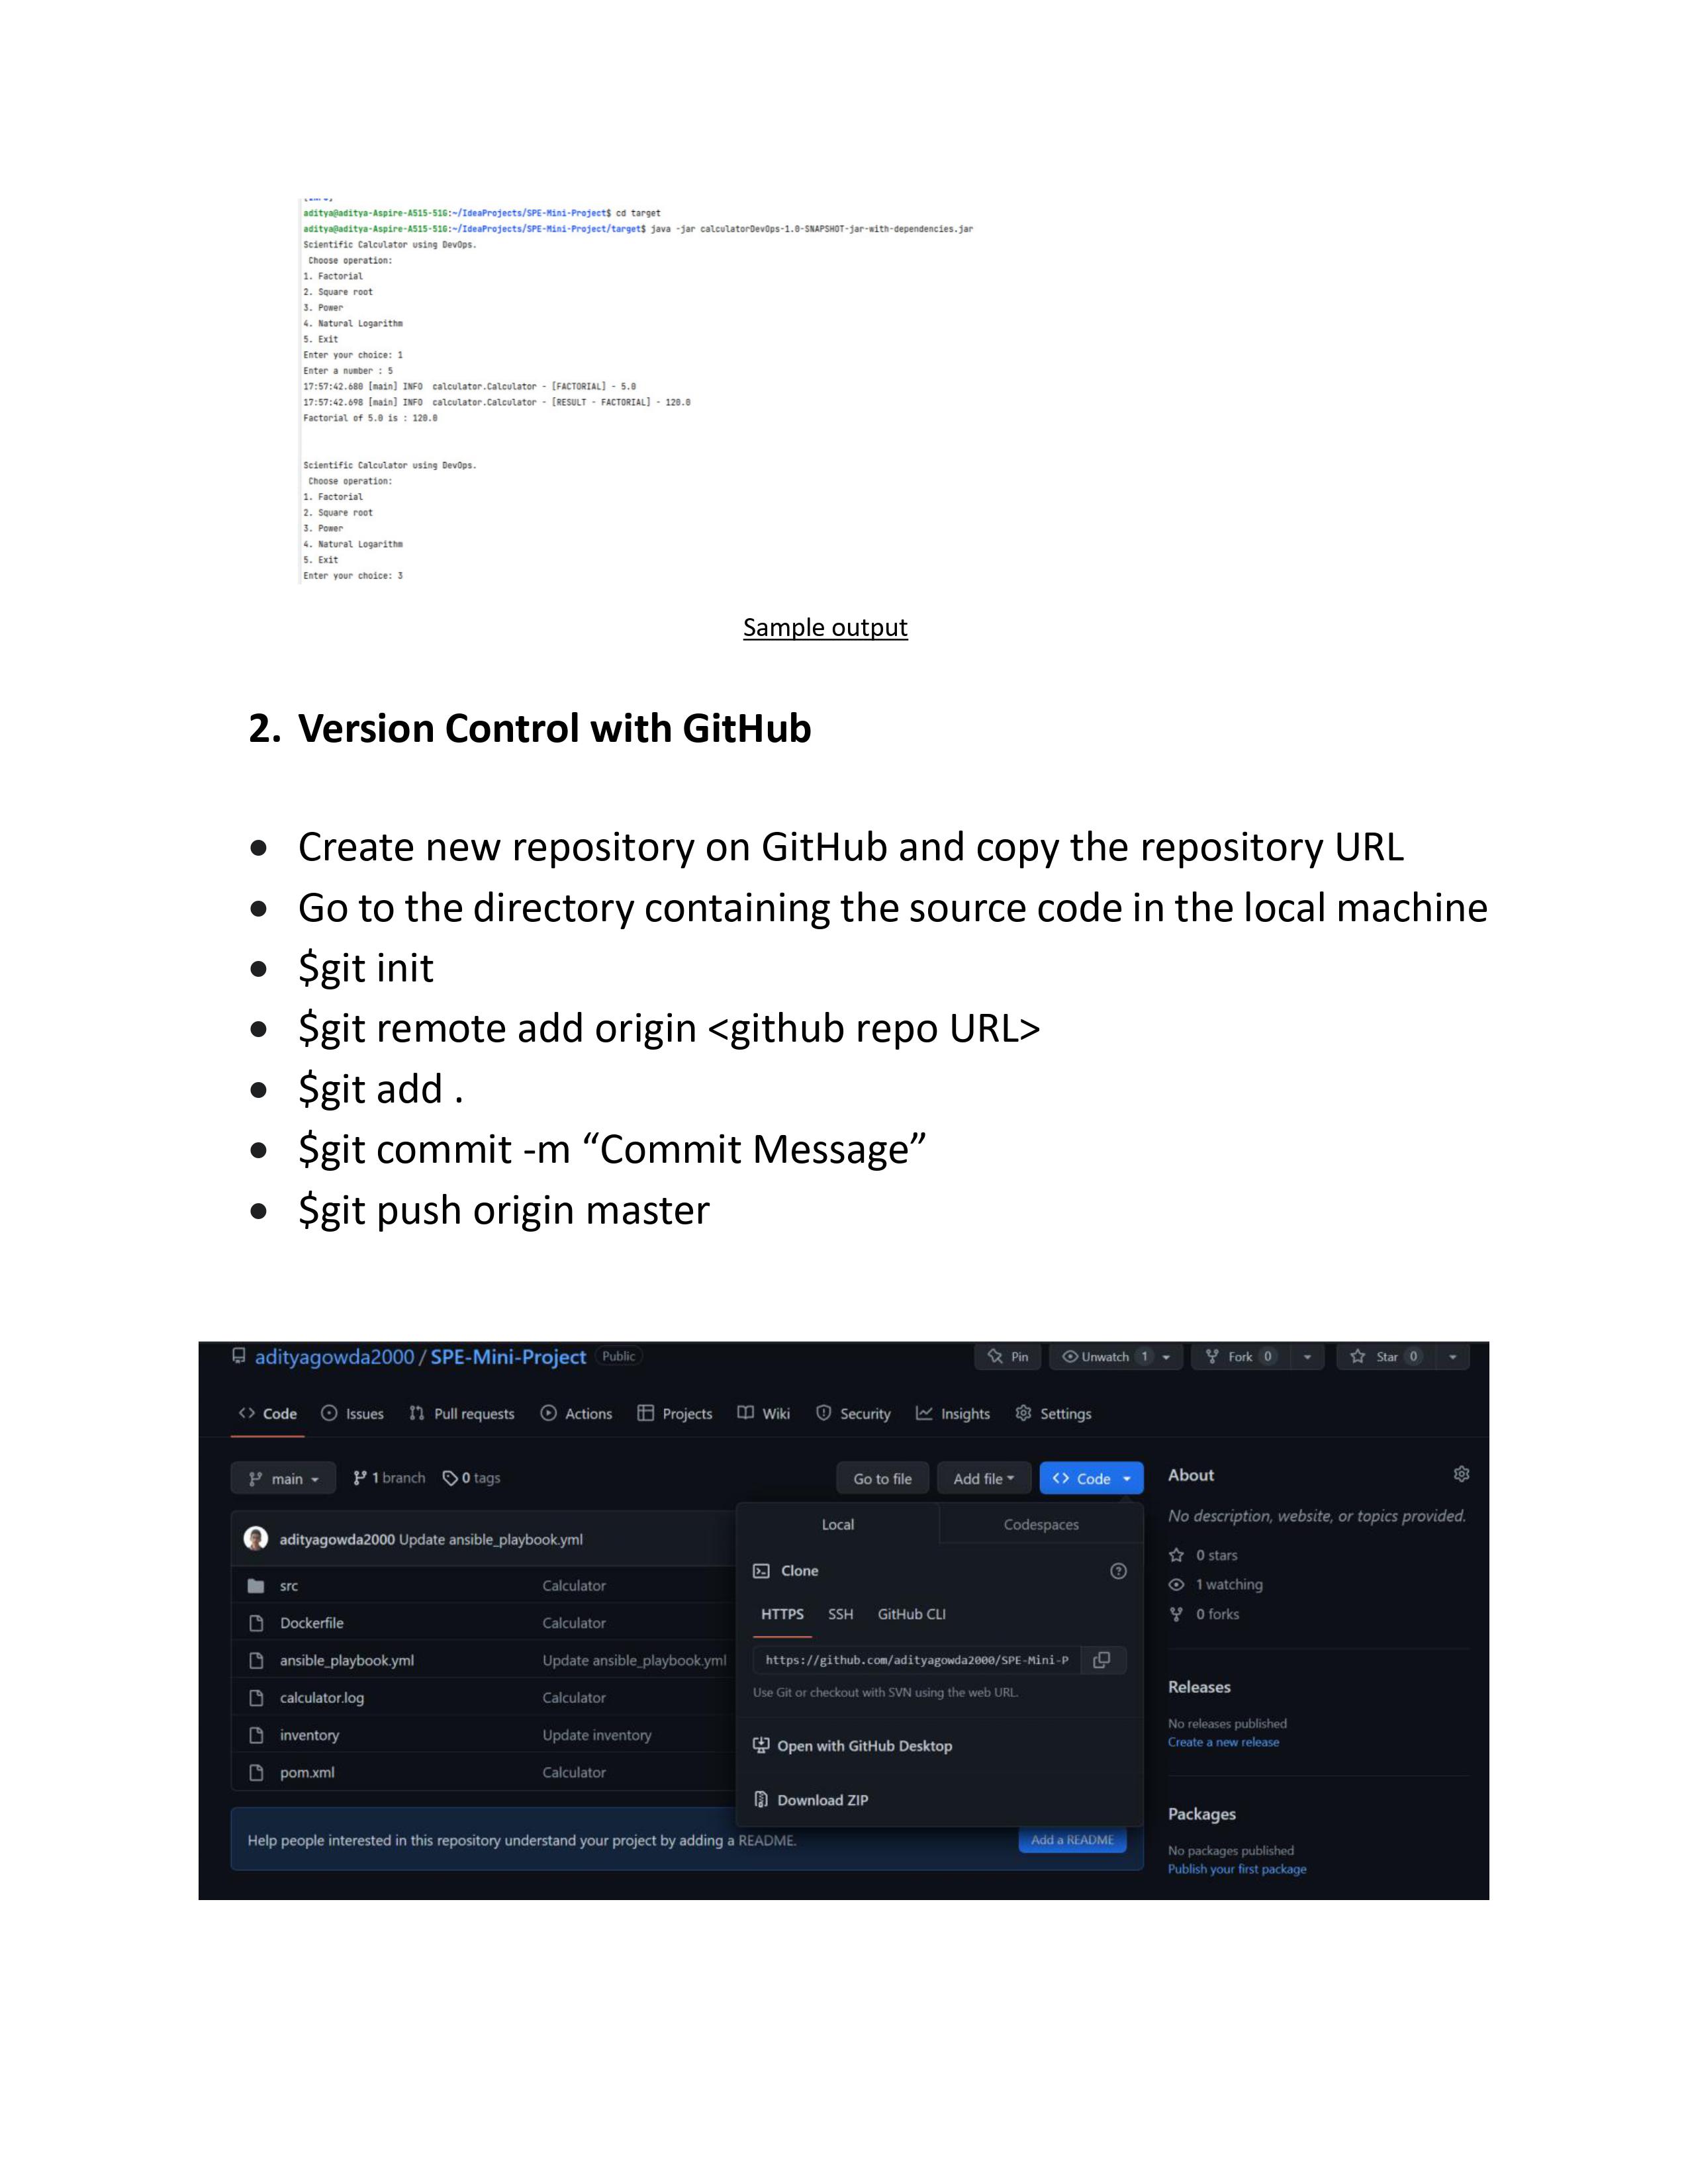 aditya@aditya-Aspire-A515-516:~/IdeaProjects/SPE-Mini-Project$ cd target
aditya@aditya-Aspire-A515-516:~/IdeaProjects/SPE-Mini-Project/target$ java -jar calculatorDevOps-1.0-SNAPSHOT-jar-with-dependencies.jar
Scientific Calculator using DevOps.
Choose operation:
1. Factorial
2. Square root
3. Power
4. Natural Logarithm
5. Exit
Enter your choice: 1
Enter a number : 5
17:57:42.680 [main] INFO  calculator.Calculator - [FACTORIAL] - 5.0
17:57:42.698 [main] INFO  calculator.Calculator - [RESULT - FACTORIAL] - 120.0
Factorial of 5.0 is : 120.0
Scientific Calculator using DevOps.
Choose operation:
1. Factorial
2. Square root
3. Power
4. Natural Logarithm
5. Exit
Enter your choice: 3
Sample output
2. Version Control with GitHub
• Create new repository on GitHub and copy the repository URL
• Go to the directory containing the source code in the local machine
• $git init
• $git remote add origin <github repo URL>
• $git add .
• $git commit -m “Commit Message”
• $git push origin master
adityagowda2000 / SPE-Mini-Project Public Pin Unwatch 1 Fork 0 Star 0
Code Issues Pull requests Actions Projects Wiki Security Insights Settings
main 1 branch 0 tags Go to file Add file Code
adityagowda2000 Update ansible_playbook.yml
src Calculator
Dockerfile Calculator
ansible_playbook.yml Update ansible_playbook.yml
calculator.log Calculator
inventory Update inventory
pom.xml Calculator
Help people interested in this repository understand your project by adding a README. Add a README
Local Codespaces
Clone
HTTPS SSH GitHub CLI
https://github.com/adityagowda2000/SPE-Mini-P
Use Git or checkout with SVN using the web URL.
Open with GitHub Desktop
Download ZIP
About
No description, website, or topics provided.
0 stars
1 watching
0 forks
Releases
No releases published
Create a new release
Packages
No packages published
Publish your first package